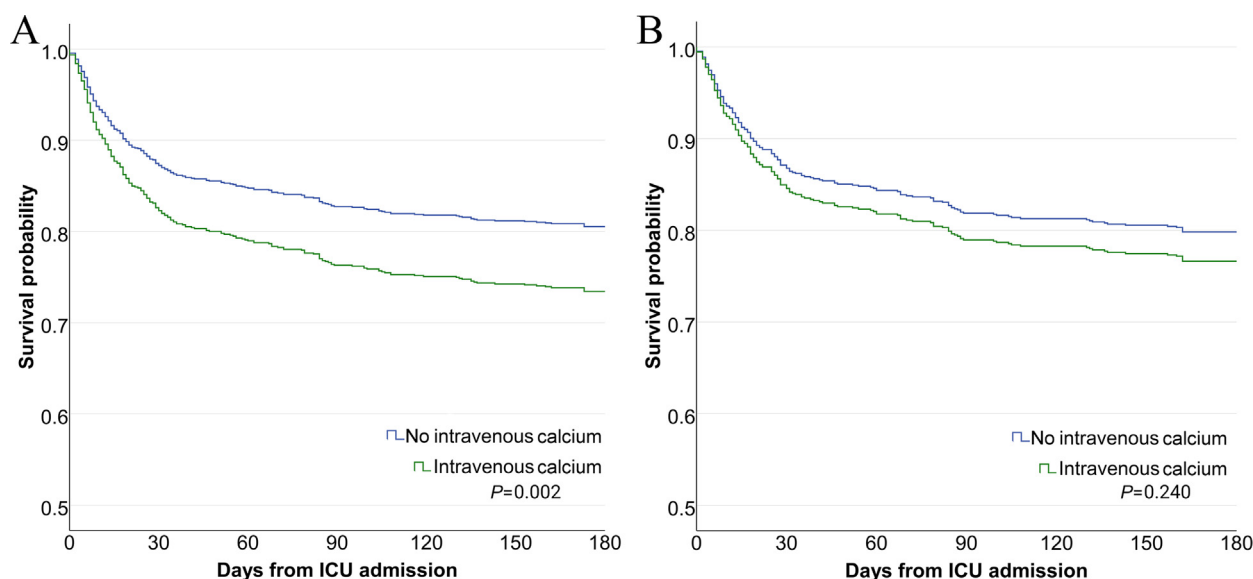 A
Survival probability
1.0
0.9
0.8
0.7
0.6
0.5
No intravenous calcium
Intravenous calcium
P=0.002
0 30 60 90 120 150 180
Days from ICU admission
B
Survival probability
1.0
0.9
0.8
0.7
0.6
0.5
No intravenous calcium
Intravenous calcium
P=0.240
0 30 60 90 120 150 180
Days from ICU admission